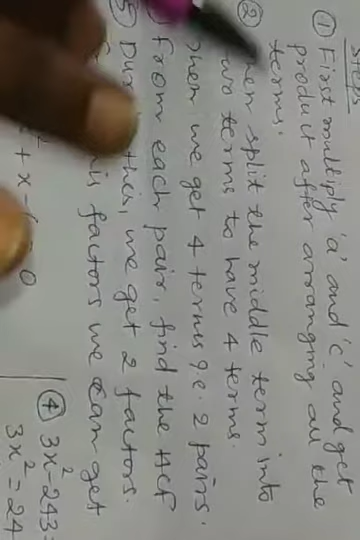 Steps
① First multiply 'a' and 'c' and get
product after arranging all the
terms.
② then split the middle term into
two terms to have 4 terms.
then we get 4 terms i.e. 2 pairs.
from each pair, find the HCF
this, we get 2 factors.
factors we can get
+ x - 0
④ 3x² - 243 =
3x² = 24